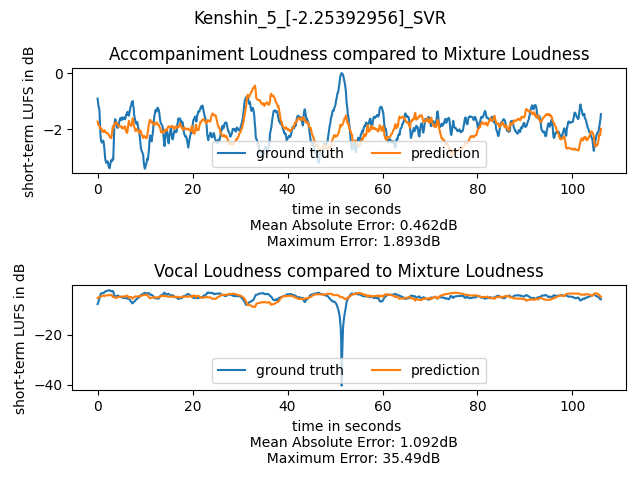 Kenshin_5_[-2.25392956]_SVR
Accompaniment Loudness compared to Mixture Loudness
short-term LUFS in dB
0
−2
ground truth
prediction
0 20 40 60 80 100
time in seconds
Mean Absolute Error: 0.462dB
Maximum Error: 1.893dB
Vocal Loudness compared to Mixture Loudness
short-term LUFS in dB
−20
−40
ground truth
prediction
0 20 40 60 80 100
time in seconds
Mean Absolute Error: 1.092dB
Maximum Error: 35.49dB